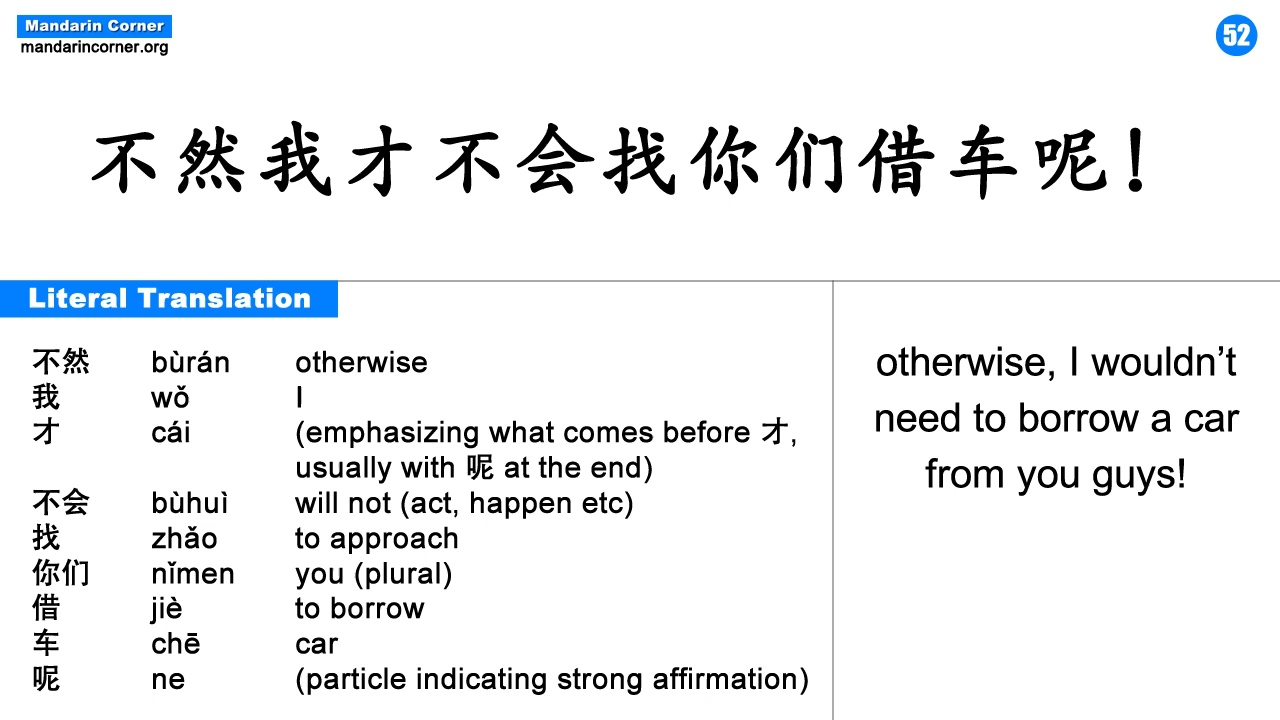 Mandarin Corner
mandarincorner.org
52
不然我才不会找你们借车呢!
Literal Translation
不然 bùrán otherwise
我 wǒ I
才 cái (emphasizing what comes before 才,
usually with 呢 at the end)
不会 bùhuì will not (act, happen etc)
找 zhǎo to approach
你们 nǐmen you (plural)
借 jiè to borrow
车 chē car
呢 ne (particle indicating strong affirmation)
otherwise, I wouldn’t
need to borrow a car
from you guys!